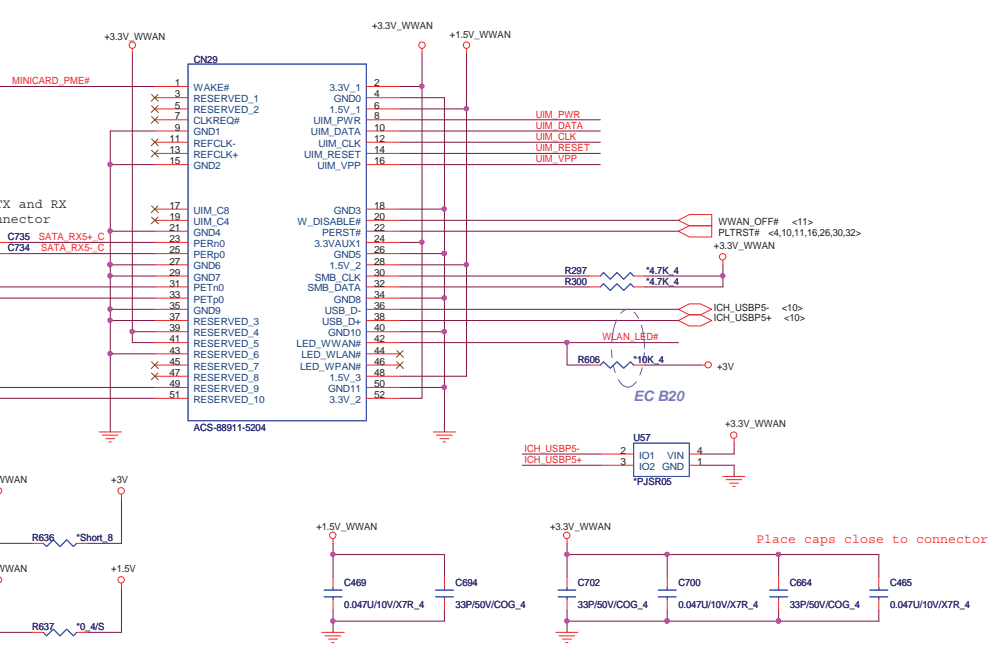 +3.3V_WWAN
+3.3V_WWAN
+1.5V_WWAN
CN29
MINICARD_PME#
1 WAKE# 3.3V_1 2
3 RESERVED_1 GND0 4
5 RESERVED_2 1.5V_1 6
7 CLKREQ# UIM_PWR 8 UIM_PWR
9 GND1 UIM_DATA 10 UIM_DATA
11 REFCLK- UIM_CLK 12 UIM_CLK
13 REFCLK+ UIM_RESET 14 UIM_RESET
15 GND2 UIM_VPP 16 UIM_VPP
TX and RX
nnector
17 UIM_C8 GND3 18
19 UIM_C4 W_DISABLE# 20 WWAN_OFF# <11>
21 GND4 PERST# 22 PLTRST# <4,10,11,16,26,30,32>
C735 SATA_RX5+_C 23 PERn0 3.3VAUX1 24
+3.3V_WWAN
C734 SATA_RX5-_C 25 PERp0 GND5 26
27 GND6 1.5V_2 28
29 GND7 SMB_CLK 30 R297 *4.7K_4
31 PETn0 SMB_DATA 32 R300 *4.7K_4
33 PETp0 GND8 34
35 GND9 USB_D- 36 ICH_USBP5- <10>
37 RESERVED_3 USB_D+ 38 ICH_USBP5+ <10>
39 RESERVED_4 GND10 40
41 RESERVED_5 LED_WWAN# 42 WLAN_LED#
43 RESERVED_6 LED_WLAN# 44
45 RESERVED_7 LED_WPAN# 46 R606 *10K_4 +3V
47 RESERVED_8 1.5V_3 48
49 RESERVED_9 GND11 50
51 RESERVED_10 3.3V_2 52
EC B20
ACS-88911-5204
+3.3V_WWAN
U57
ICH_USBP5- 2 IO1 VIN 4
ICH_USBP5+ 3 IO2 GND 1
*PJSR05
WWAN
+3V
R636 *Short_8
WWAN
+1.5V
R637 *0_4/S
+1.5V_WWAN
+3.3V_WWAN
Place caps close to connector
C469
0.047U/10V/X7R_4
C694
33P/50V/COG_4
C702
33P/50V/COG_4
C700
0.047U/10V/X7R_4
C664
33P/50V/COG_4
C465
0.047U/10V/X7R_4